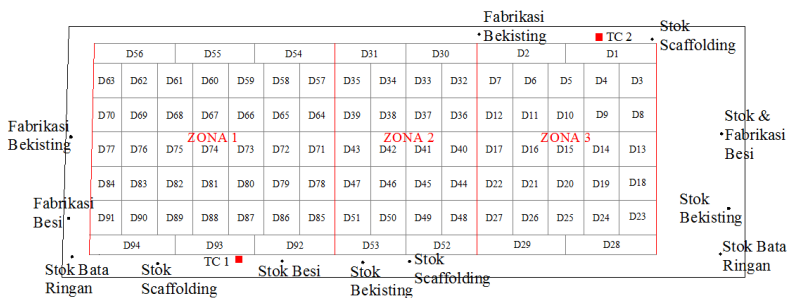 Fabrikasi
Bekisting
TC 2
Stok
Scaffolding
D56 D55 D54 D31 D30 D2 D1
D63 D62 D61 D60 D59 D58 D57 D35 D34 D33 D32 D7 D6 D5 D4 D3
D70 D69 D68 D67 D66 D65 D64 D39 D38 D37 D36 D12 D11 D10 D9 D8
Stok &
Fabrikasi
Besi
Fabrikasi
Bekisting
ZONA 1 ZONA 2 ZONA 3
D77 D76 D75 D74 D73 D72 D71 D43 D42 D41 D40 D17 D16 D15 D14 D13
D84 D83 D82 D81 D80 D79 D78 D47 D46 D45 D44 D22 D21 D20 D19 D18
Fabrikasi
Besi
Stok
Bekisting
D91 D90 D89 D88 D87 D86 D85 D51 D50 D49 D48 D27 D26 D25 D24 D23
D94 D93 D92 D53 D52 D29 D28
Stok Bata
Ringan
Stok
Scaffolding
TC 1
Stok Besi
Stok
Bekisting
Stok
Scaffolding
Stok Bata
Ringan